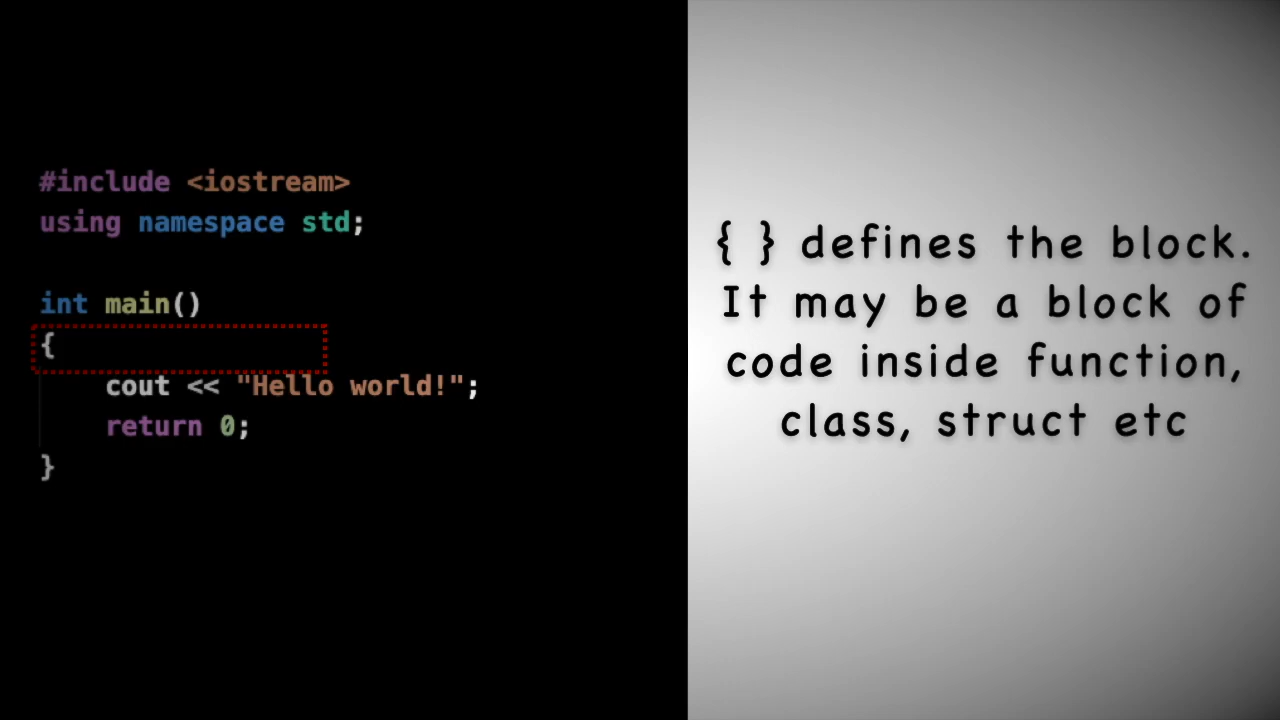 #include <iostream>
using namespace std;
int main()
{
cout << "Hello world!";
return 0;
}
{ } defines the block.
It may be a block of
code inside function,
class, struct etc